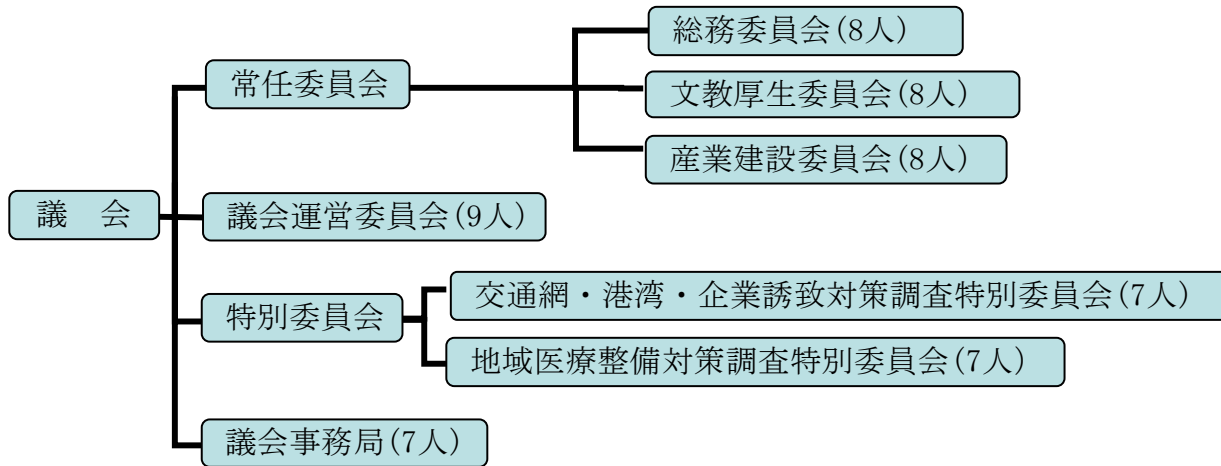 議　会
常任委員会
総務委員会(8人)
文教厚生委員会(8人)
産業建設委員会(8人)
議会運営委員会(9人)
特別委員会
交通網・港湾・企業誘致対策調査特別委員会(7人)
地域医療整備対策調査特別委員会(7人)
議会事務局(7人)